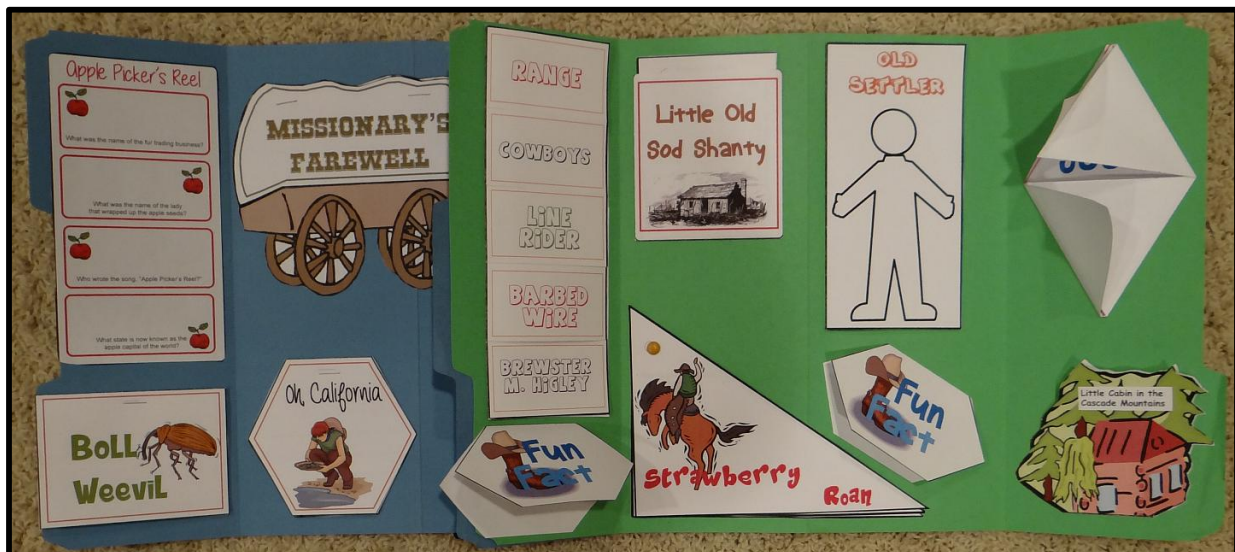 Apple Picker's Reel
What was the name of the fur trading business?
What was the name of the lady
that wrapped up the apple seeds?
Who wrote the song, "Apple Picker's Reel?"
What state is now known as the
apple capital of the world?
BOLL
WEEVIL
MISSIONARY'S
FAREWELL
Oh, California
RANGE
COWBOYS
LINE
RIDER
BARBED
WIRE
BREWSTER
M. HIGLEY
Fun
Fact
Little Old
Sod Shanty
Strawberry
Roan
OLD
SETTLER
Fun
Fact
Little Cabin in the
Cascade Mountains